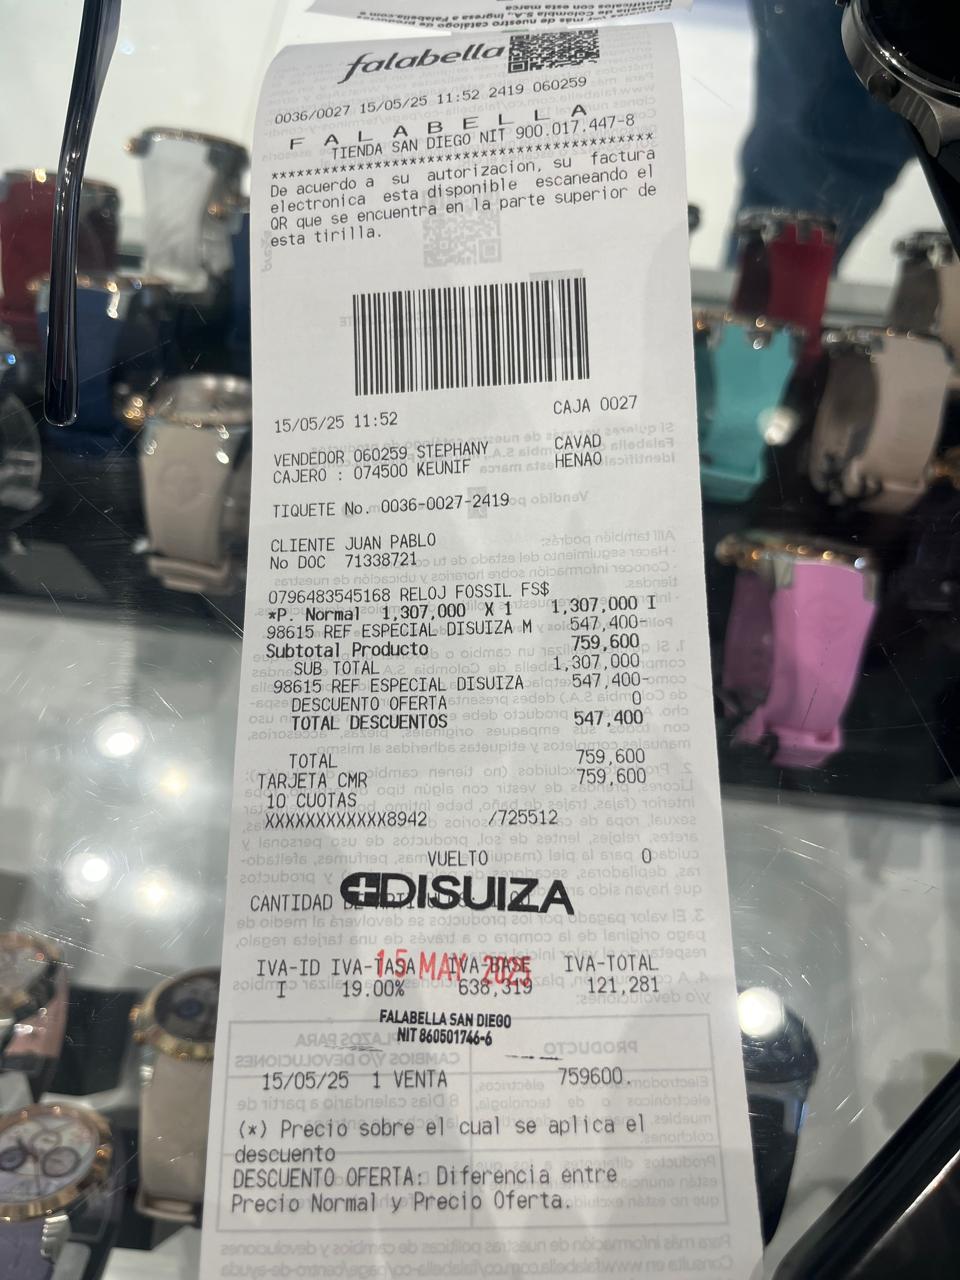 falabella
0036/0027 15/05/25 11:52 2419 060259
F A L A B E L L A
TIENDA SAN DIEGO NIT 900.017.447-8
****************************************
De acuerdo a su autorizacion, su factura
electronica esta disponible escaneando el
QR que se encuentra en la parte superior de
esta tirilla.
15/05/25 11:52 CAJA 0027
VENDEDOR 060259 STEPHANY CAVAD
CAJERO : 074500 KEUNIF HENAO
TIQUETE No. 0036-0027-2419
CLIENTE JUAN PABLO
No DOC 71338721
0796483545168 RELOJ FOSSIL FS$
*P. Normal 1,307,000 X 1 1,307,000 I
98615 REF ESPECIAL DISUIZA M 547,400-
Subtotal Producto 759,600
SUB TOTAL 1,307,000
98615 REF ESPECIAL DISUIZA 547,400-
DESCUENTO OFERTA 0
TOTAL DESCUENTOS 547,400
TOTAL 759,600
TARJETA CMR 759,600
10 CUOTAS
XXXXXXXXXXXX8942 /725512
VUELTO 0
DISUIZA
CANTIDAD
15 MAY 2025
IVA-ID IVA-TASA IVA-BASE IVA-TOTAL
I 19.00% 638,319 121,281
FALABELLA SAN DIEGO
NIT 860501746-6
15/05/25 1 VENTA 759600.
(*) Precio sobre el cual se aplica el
descuento
DESCUENTO OFERTA: Diferencia entre
Precio Normal y Precio Oferta.